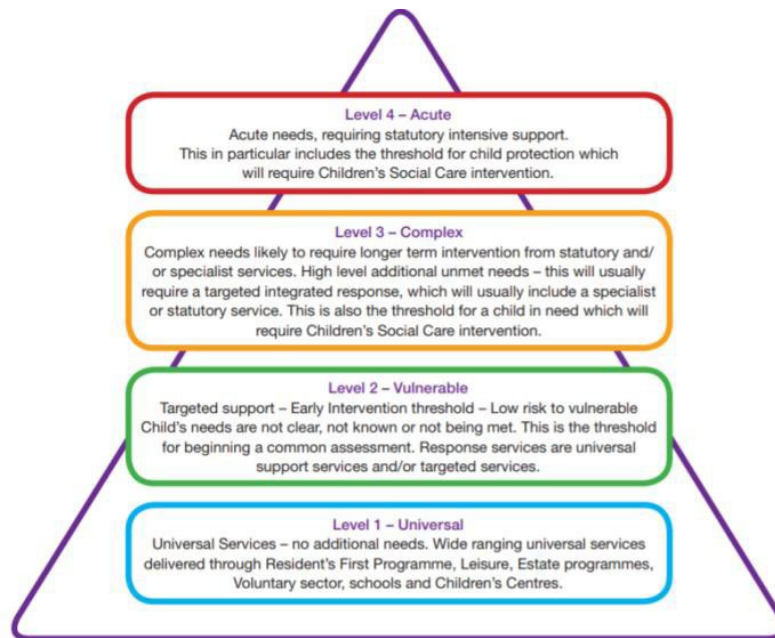 Level 4 – Acute
Acute needs, requiring statutory intensive support.
This in particular includes the threshold for child protection which
will require Children's Social Care intervention.
Level 3 – Complex
Complex needs likely to require longer term intervention from statutory and/
or specialist services. High level additional unmet needs – this will usually
require a targeted integrated response, which will usually include a specialist
or statutory service. This is also the threshold for a child in need which will
require Children's Social Care intervention.
Level 2 – Vulnerable
Targeted support – Early Intervention threshold – Low risk to vulnerable
Child's needs are not clear, not known or not being met. This is the threshold
for beginning a common assessment. Response services are universal
support services and/or targeted services.
Level 1 – Universal
Universal Services – no additional needs. Wide ranging universal services
delivered through Resident's First Programme, Leisure, Estate programmes,
Voluntary sector, schools and Children's Centres.